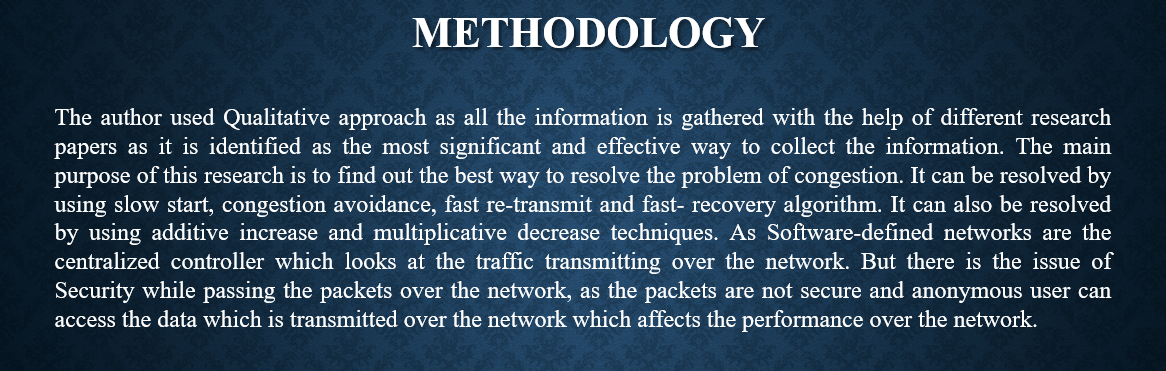 METHODOLOGY
The author used Qualitative approach as all the information is gathered with the help of different research
papers as it is identified as the most significant and effective way to collect the information. The main
purpose of this research is to find out the best way to resolve the problem of congestion. It can be resolved by
using slow start, congestion avoidance, fast re-transmit and fast- recovery algorithm. It can also be resolved
by using additive increase and multiplicative decrease techniques. As Software-defined networks are the
centralized controller which looks at the traffic transmitting over the network. But there is the issue of
Security while passing the packets over the network, as the packets are not secure and anonymous user can
access the data which is transmitted over the network which affects the performance over the network.